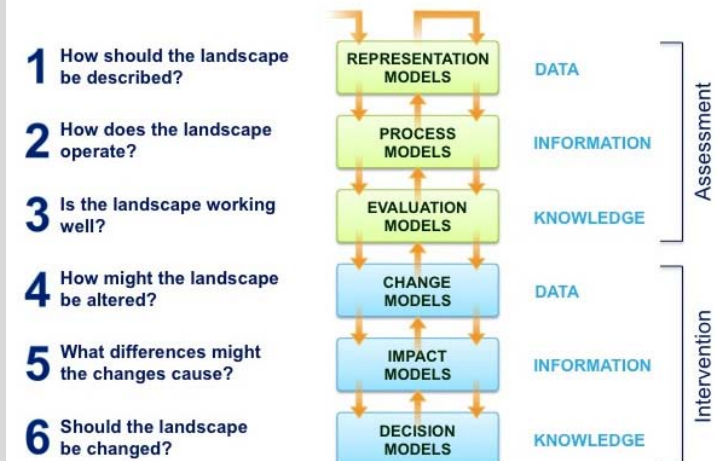 1 How should the landscape
be described?
REPRESENTATION
MODELS
DATA
2 How does the landscape
operate?
PROCESS
MODELS
INFORMATION
3 Is the landscape working
well?
EVALUATION
MODELS
KNOWLEDGE
Assessment
4 How might the landscape
be altered?
CHANGE
MODELS
DATA
5 What differences might
the changes cause?
IMPACT
MODELS
INFORMATION
6 Should the landscape
be changed?
DECISION
MODELS
KNOWLEDGE
Intervention